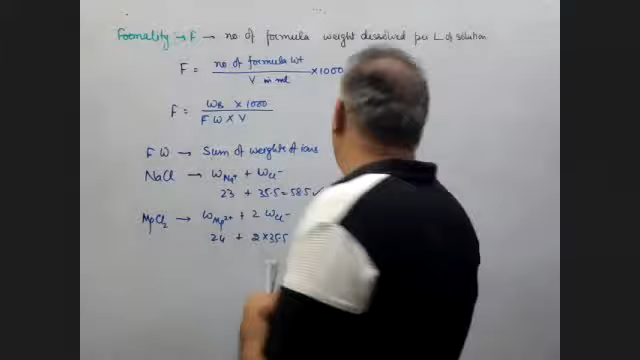 Formality → F → no of formula weight dissolved per L of solution
F = no of formula wt / V in ml × 1000
F = WB × 1000 / F W × V
F W → Sum of weights of ions
NaCl → WNa+ + WCl−
23 + 35.5 = 58.5 ✓
MgCl2 → WMg2+ + 2 WCl−
24 + 2×35.5